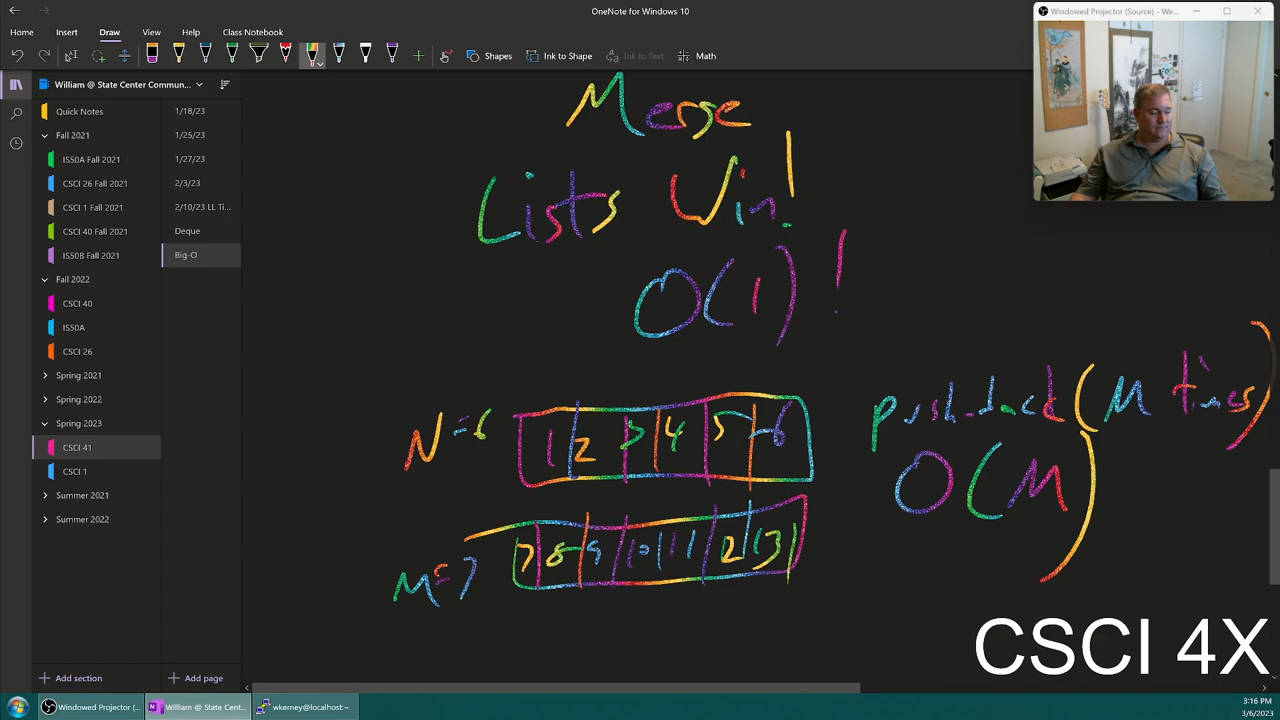 OneNote for Windows 10
Windowed Projector (Source) - We...
Home Insert Draw View Help Class Notebook
Shapes Ink to Shape Ink to Text Math
William @ State Center Commun...
Quick Notes
Fall 2021
IS50A Fall 2021
CSCI 26 Fall 2021
CSCI 1 Fall 2021
CSCI 40 Fall 2021
IS50B Fall 2021
Fall 2022
CSCI 40
IS50A
CSCI 26
Spring 2021
Spring 2022
Spring 2023
CSCI 41
CSCI 1
Summer 2021
Summer 2022
Add section
1/18/23
1/25/23
1/27/23
2/3/23
2/10/23 LL Ti...
Deque
Big-O
Add page
Merge
Lists Win!
O(1)!
N=6 1 2 3 4 5 6
push-back (M times)
O(M)
M=7 7 8 9 10 11 12 13
CSCI 4X
Windowed Projector (...
William @ State Cent...
wkerney@localhost:~
3:16 PM
3/6/2023